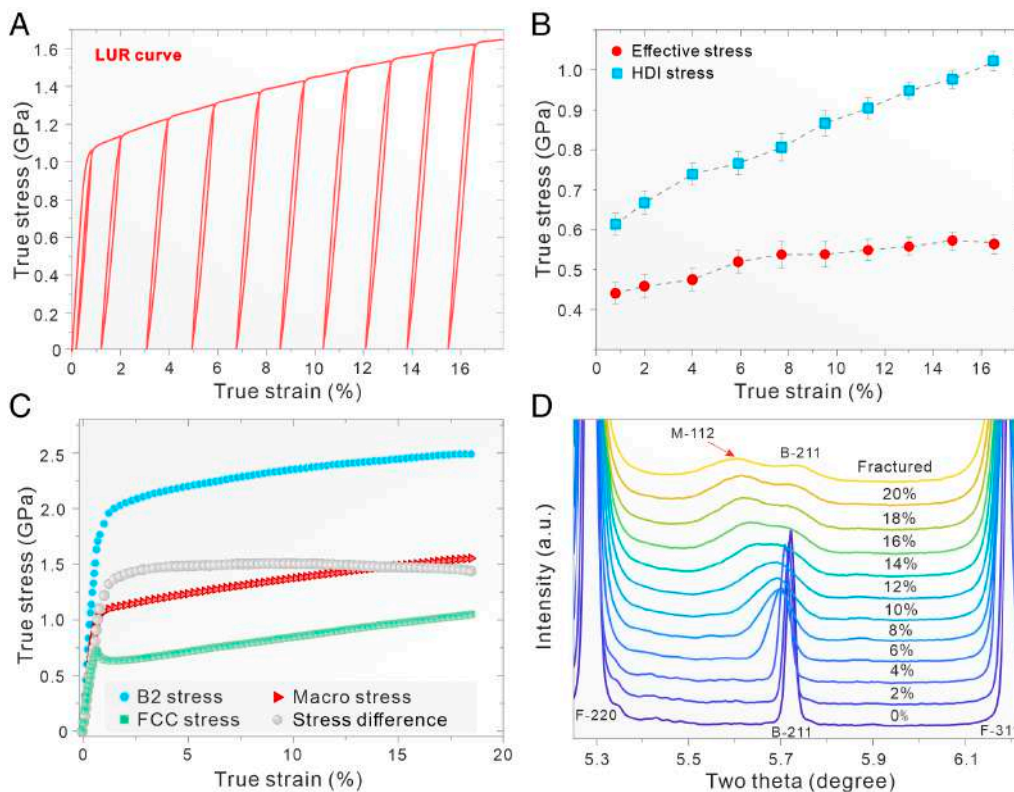 A
LUR curve
True stress (GPa)
1.6
1.4
1.2
1.0
0.8
0.6
0.4
0.2
0
0 2 4 6 8 10 12 14 16
True strain (%)
B
Effective stress
HDI stress
True stress (GPa)
1.0
0.9
0.8
0.7
0.6
0.5
0.4
0 2 4 6 8 10 12 14 16
True strain (%)
C
True stress (GPa)
2.5
2.0
1.5
1.0
0.5
0
B2 stress
Macro stress
FCC stress
Stress difference
0 5 10 15 20
True strain (%)
D
Intensity (a.u.)
M-112
B-211
Fractured
20%
18%
16%
14%
12%
10%
8%
6%
4%
2%
0%
F-220
B-211
F-31
5.3 5.5 5.7 5.9 6.1
Two theta (degree)